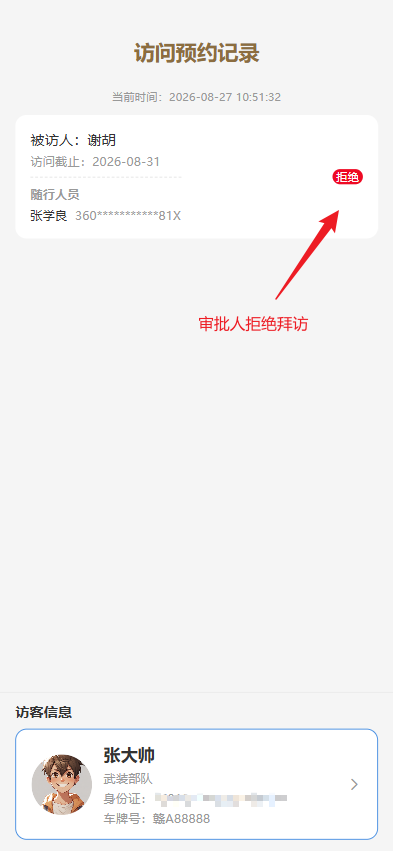 访问预约记录
当前时间：2026-08-27 10:51:32
被访人：谢胡
访问截止：2026-08-31
拒绝
随行人员
张学良 360***********81X
审批人拒绝拜访
访客信息
张大帅
武装部队
身份证：
车牌号：赣A88888